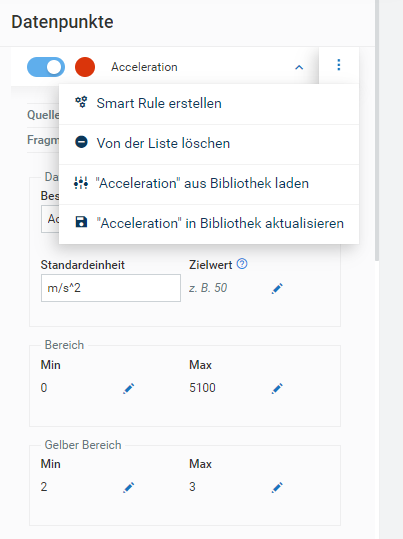 Datenpunkte
Acceleration
Smart Rule erstellen
Quelle
Von der Liste löschen
Fragm
"Acceleration" aus Bibliothek laden
Da
Bes
"Acceleration" in Bibliothek aktualisieren
Ac
Standardeinheit Zielwert
m/s^2 z. B. 50
Bereich
Min Max
0 5100
Gelber Bereich
Min Max
2 3